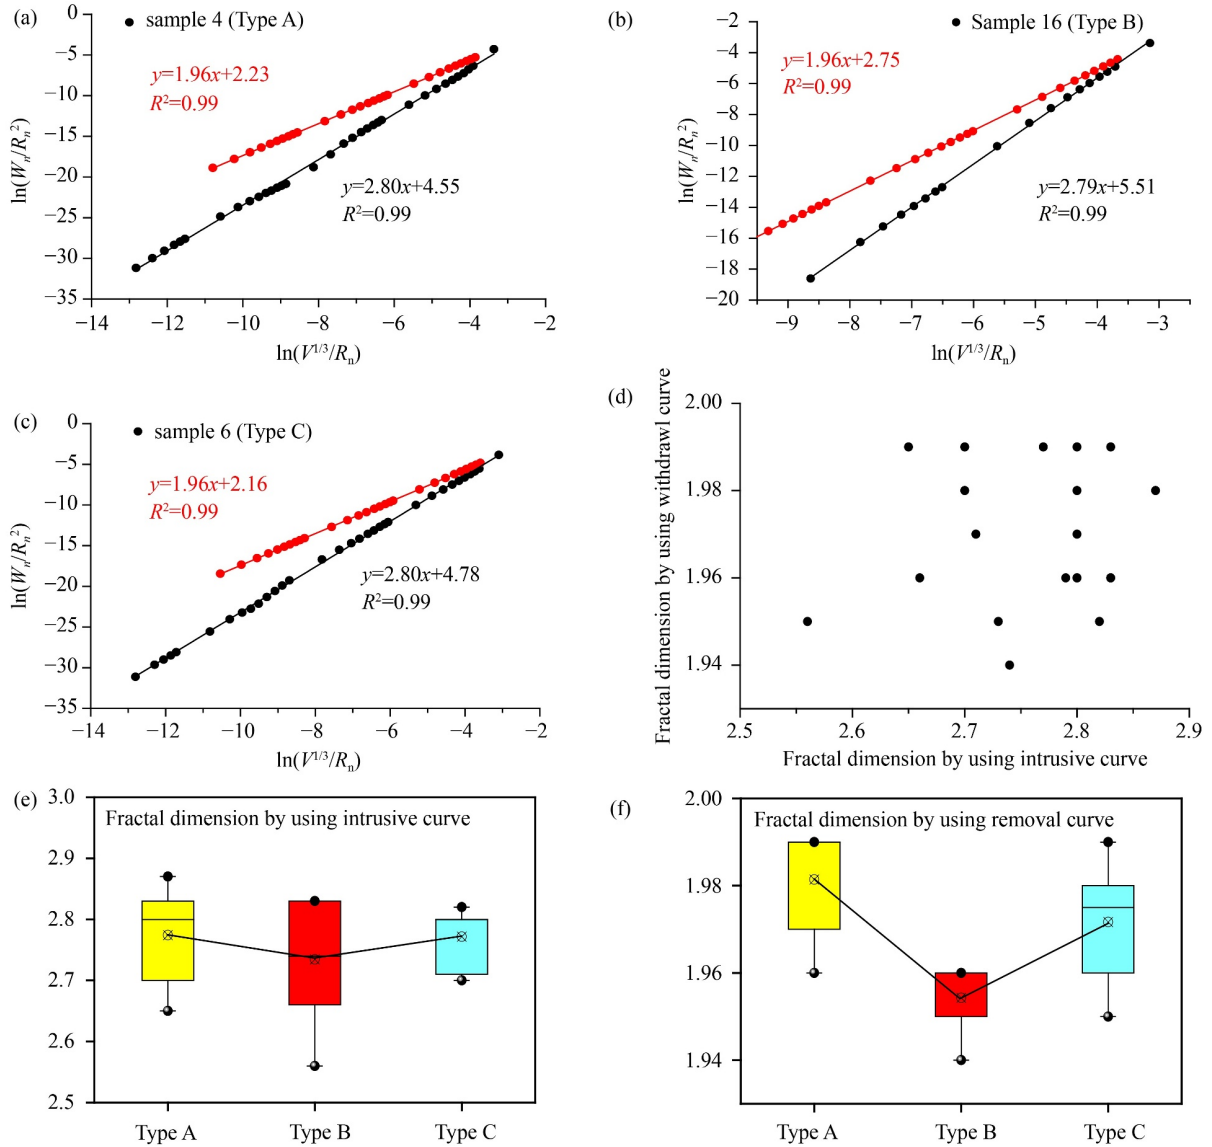 (a)
sample 4 (Type A)
y=1.96x+2.23
R²=0.99
y=2.80x+4.55
R²=0.99
ln(Wₙ/Rₙ²)
0
−5
−10
−15
−20
−25
−30
−35
−14
−12
−10
−8
−6
−4
−2
ln(V^1/3/Rₙ)
(b)
Sample 16 (Type B)
y=1.96x+2.75
R²=0.99
y=2.79x+5.51
R²=0.99
ln(Wₙ/Rₙ²)
−2
−4
−6
−8
−10
−12
−14
−16
−18
−20
−9
−8
−7
−6
−5
−4
−3
ln(V^1/3/Rₙ)
(c)
sample 6 (Type C)
y=1.96x+2.16
R²=0.99
y=2.80x+4.78
R²=0.99
ln(Wₙ/Rₙ²)
0
−5
−10
−15
−20
−25
−30
−35
−14
−12
−10
−8
−6
−4
−2
ln(V^1/3/Rₙ)
(d)
Fractal dimension by using withdrawl curve
2.00
1.98
1.96
1.94
2.5
2.6
2.7
2.8
2.9
Fractal dimension by using intrusive curve
(e)
Fractal dimension by using intrusive curve
3.0
2.9
2.8
2.7
2.6
2.5
Type A
Type B
Type C
(f)
Fractal dimension by using removal curve
2.00
1.98
1.96
1.94
Type A
Type B
Type C